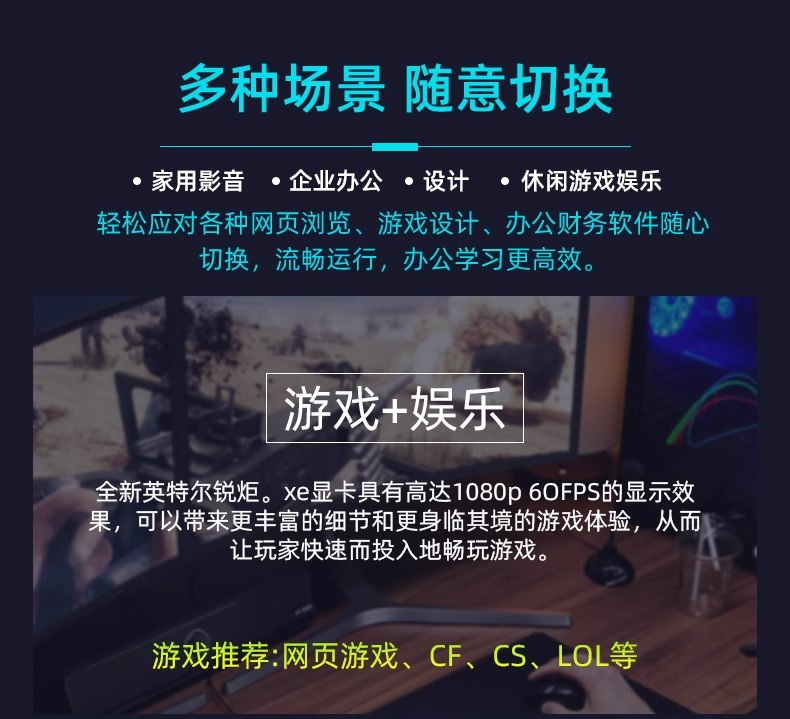 多种场景 随意切换
• 家用影音 • 企业办公 • 设计 • 休闲游戏娱乐
轻松应对各种网页浏览、游戏设计、办公财务软件随心
切换，流畅运行，办公学习更高效。
游戏+娱乐
全新英特尔锐炬。xe显卡具有高达1080p 6OFPS的显示效
果，可以带来更丰富的细节和更身临其境的游戏体验，从而
让玩家快速而投入地畅玩游戏。
游戏推荐:网页游戏、CF、CS、LOL等